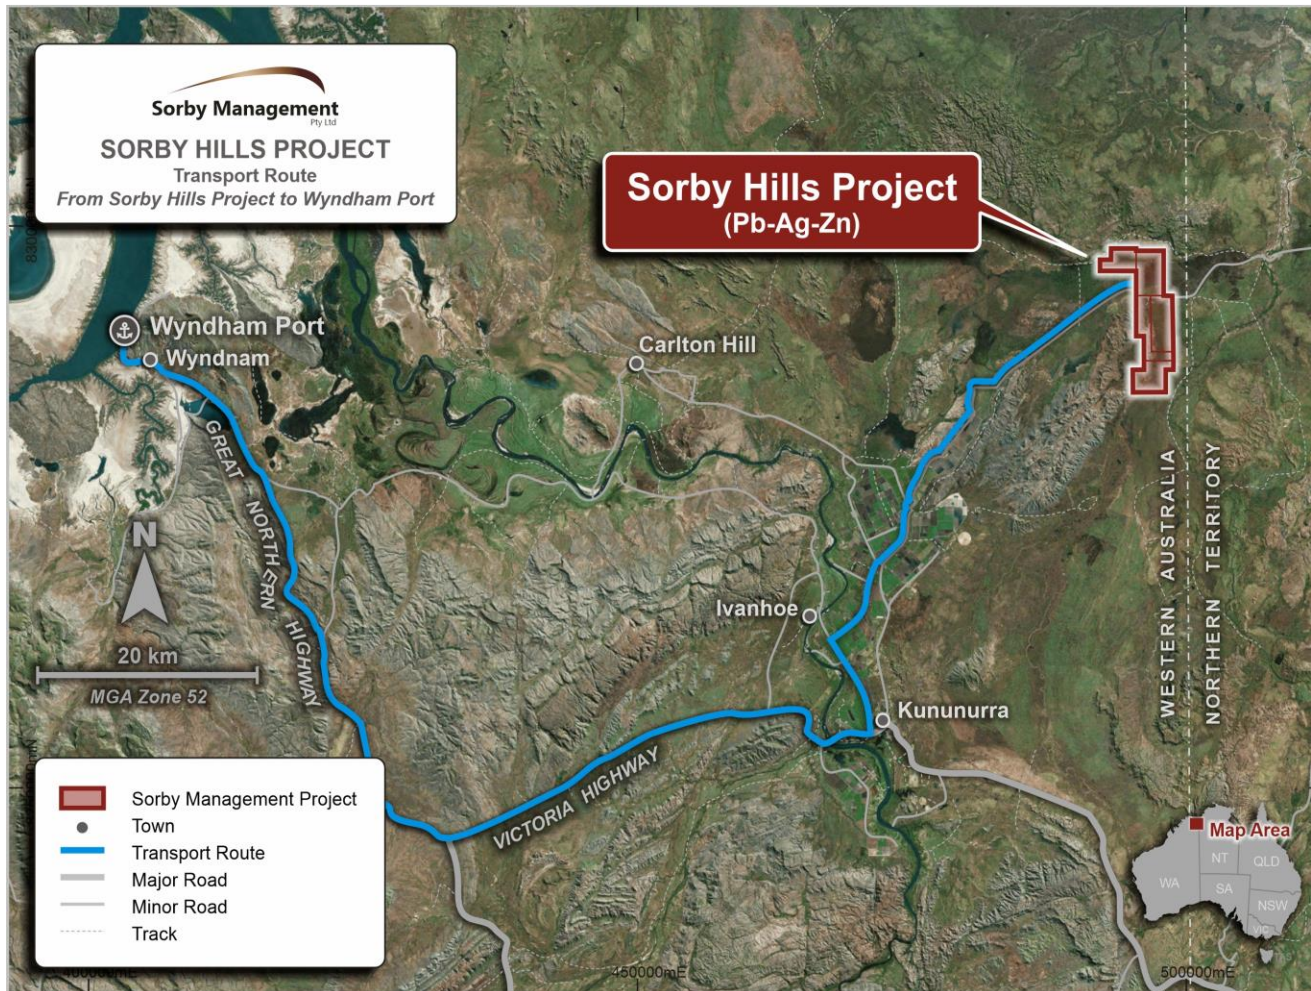 Sorby Management
Pty Ltd
SORBY HILLS PROJECT
Transport Route
From Sorby Hills Project to Wyndham Port
Sorby Hills Project
(Pb-Ag-Zn)
Wyndham Port
Wyndnam
Carlton Hill
GREAT NORTHERN HIGHWAY
N
20 km
MGA Zone 52
Ivanhoe
Kununurra
VICTORIA HIGHWAY
WESTERN AUSTRALIA
NORTHERN TERRITORY
Sorby Management Project
Town
Transport Route
Major Road
Minor Road
Track
Map Area
WA
NT
QLD
SA
NSW
VIC
450000mE
500000mE